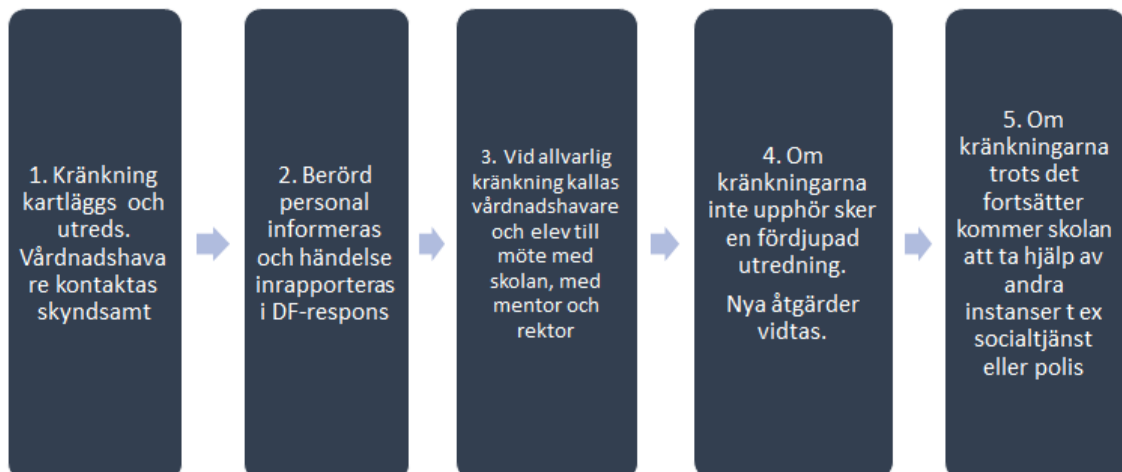 1. Kränkning
kartläggs och
utreds.
Vårdnadshava
re kontaktas
skyndsamt
2. Berörd
personal
informeras
och händelse
inrapporteras
i DF-respons
3. Vid allvarlig
kränkning kallas
vårdnadshavare
och elev till
möte med
skolan, med
mentor och
rektor
4. Om
kränkningarna
inte upphör sker
en fördjupad
utredning.
Nya åtgärder
vidtas.
5. Om
kränkningarna
trots det
fortsätter
kommer skolan
att ta hjälp av
andra
instanser t ex
socialtjänst
eller polis